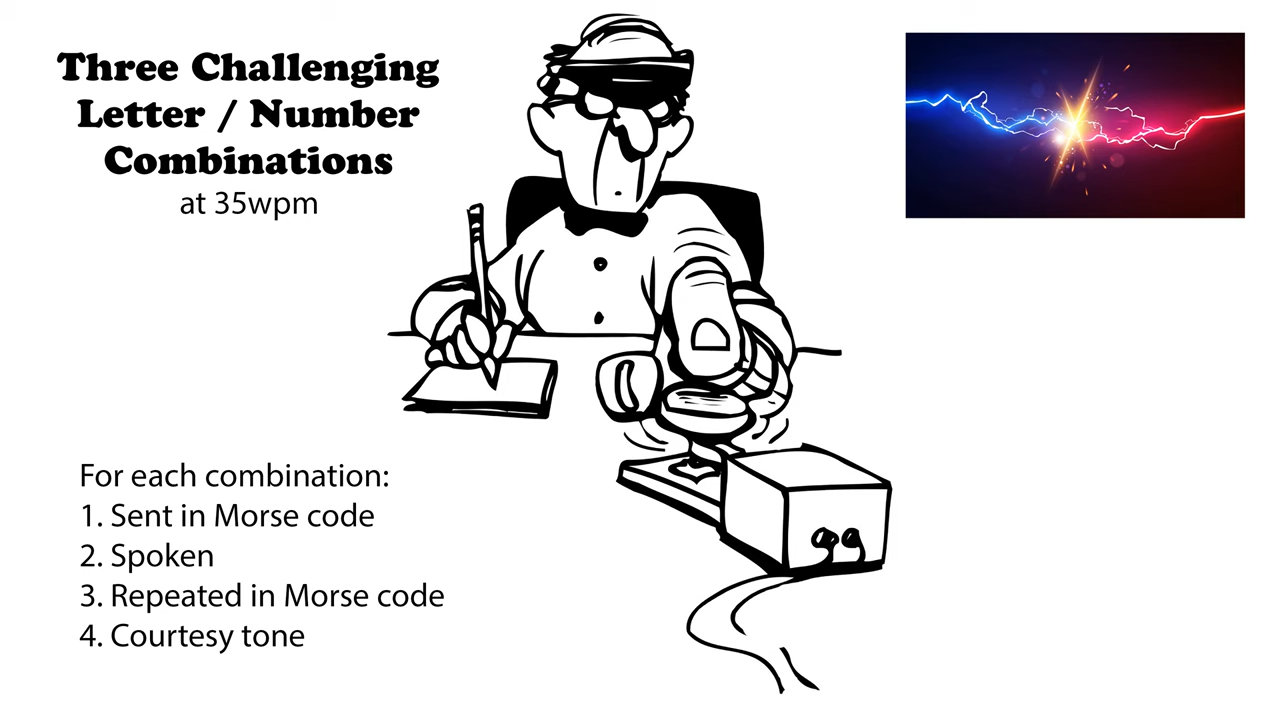 Three Challenging
Letter / Number
Combinations
at 35wpm
For each combination:
1. Sent in Morse code
2. Spoken
3. Repeated in Morse code
4. Courtesy tone